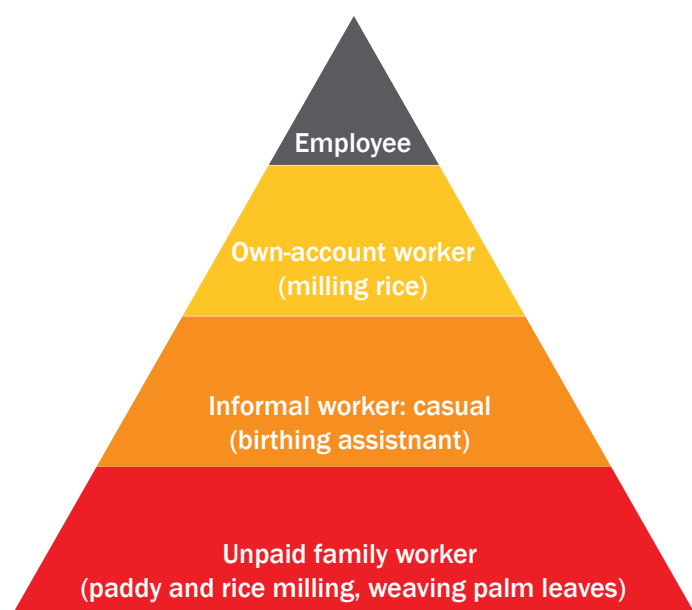 Employee
Own-account worker
(milling rice)
Informal worker: casual
(birthing assistnant)
Unpaid family worker
(paddy and rice milling, weaving palm leaves)